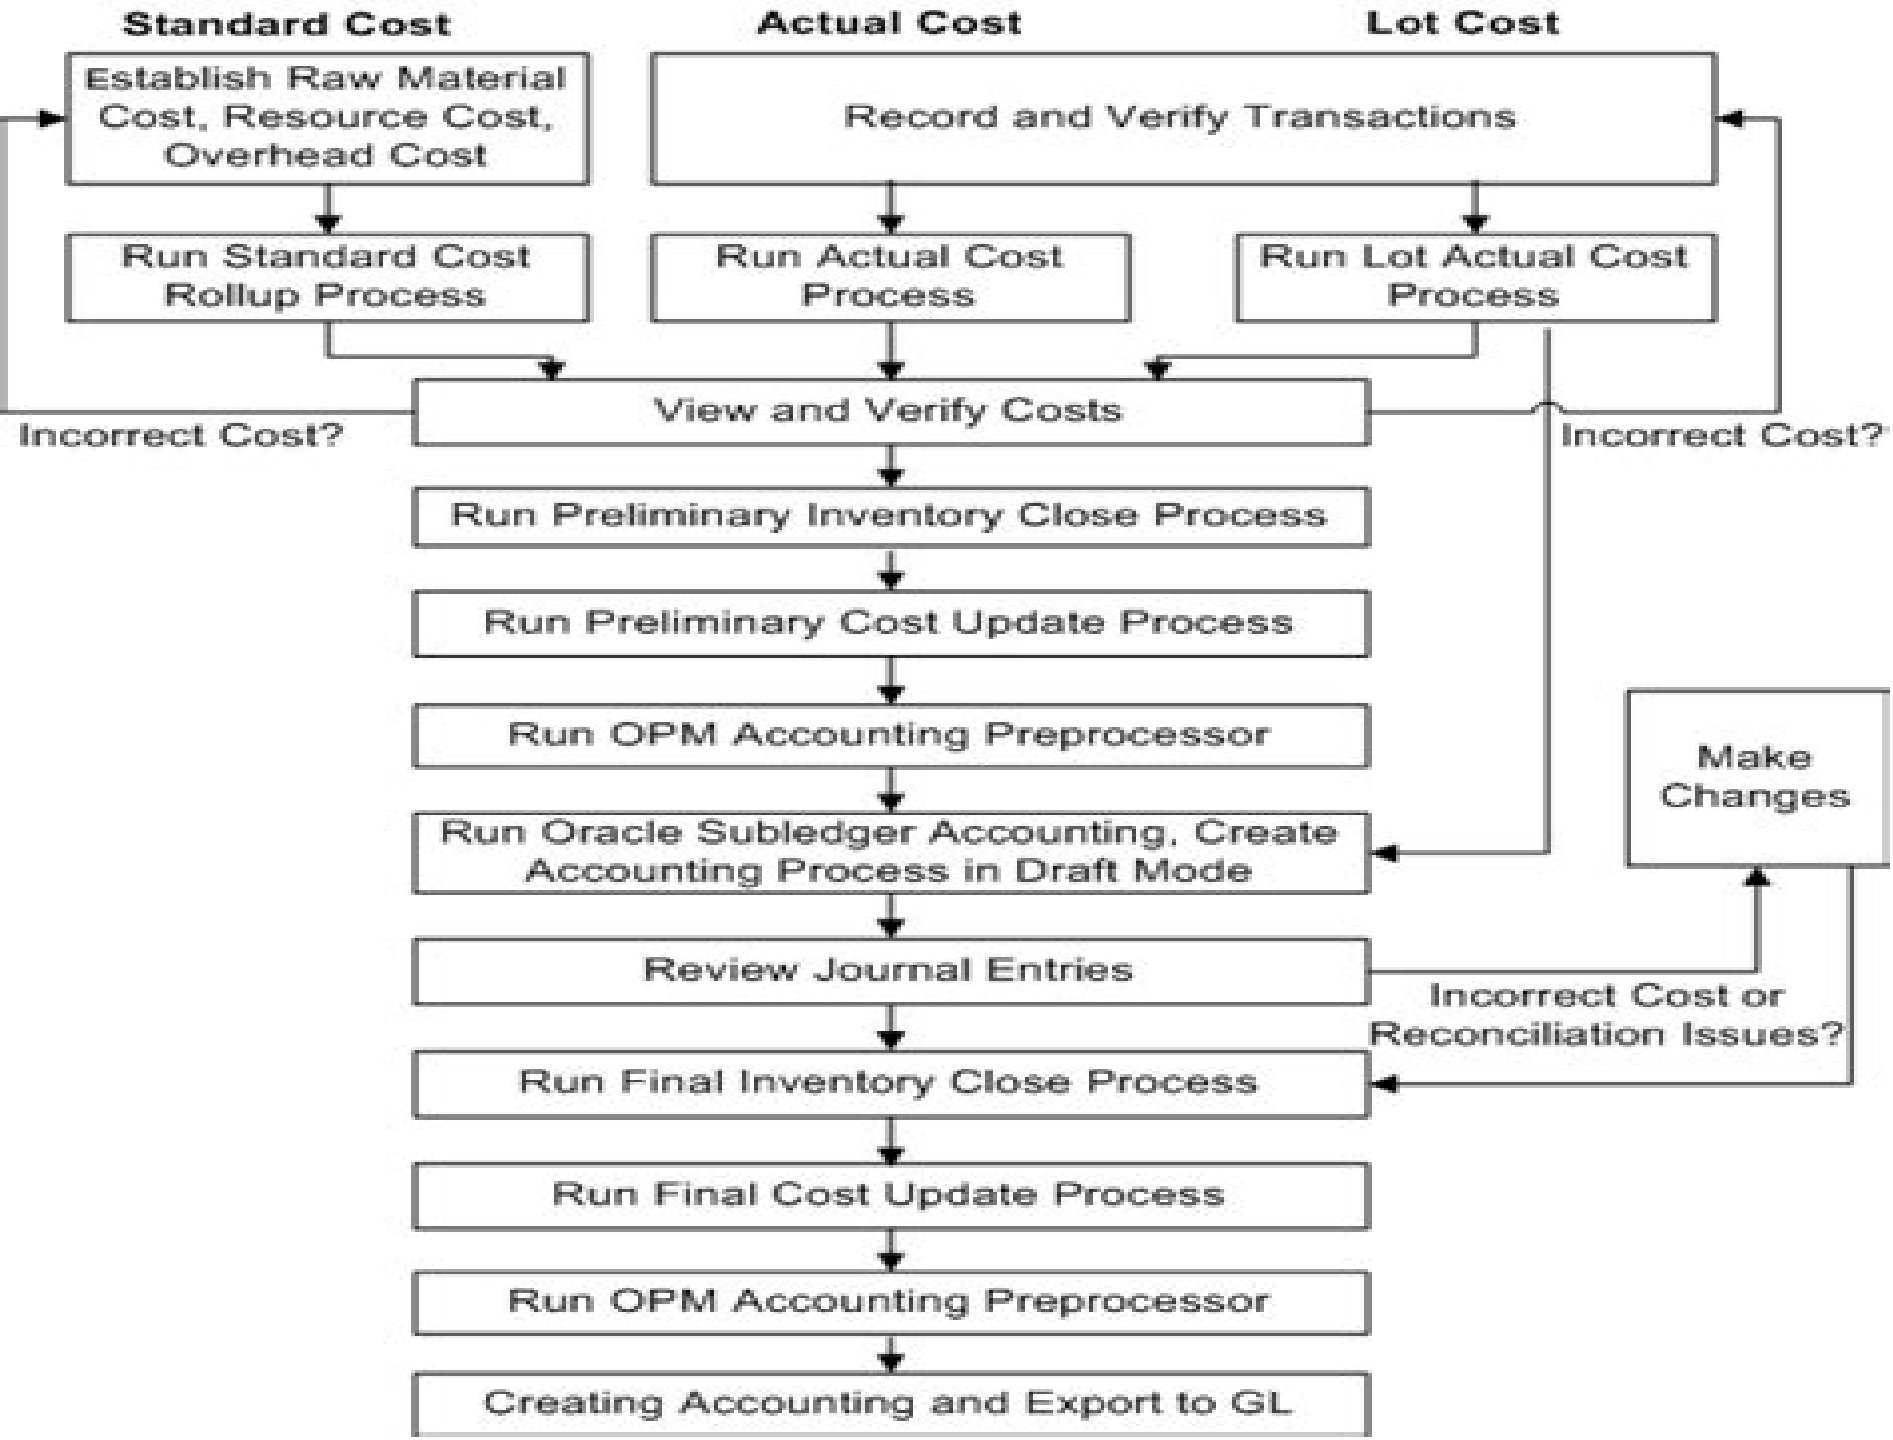 Standard Cost
Actual Cost
Lot Cost
Establish Raw Material
Cost, Resource Cost,
Overhead Cost
Record and Verify Transactions
Run Standard Cost
Rollup Process
Run Actual Cost
Process
Run Lot Actual Cost
Process
View and Verify Costs
Incorrect Cost?
Incorrect Cost?
Run Preliminary Inventory Close Process
Run Preliminary Cost Update Process
Run OPM Accounting Preprocessor
Make
Changes
Run Oracle Subledger Accounting, Create
Accounting Process in Draft Mode
Review Journal Entries
Incorrect Cost or
Reconciliation Issues?
Run Final Inventory Close Process
Run Final Cost Update Process
Run OPM Accounting Preprocessor
Creating Accounting and Export to GL